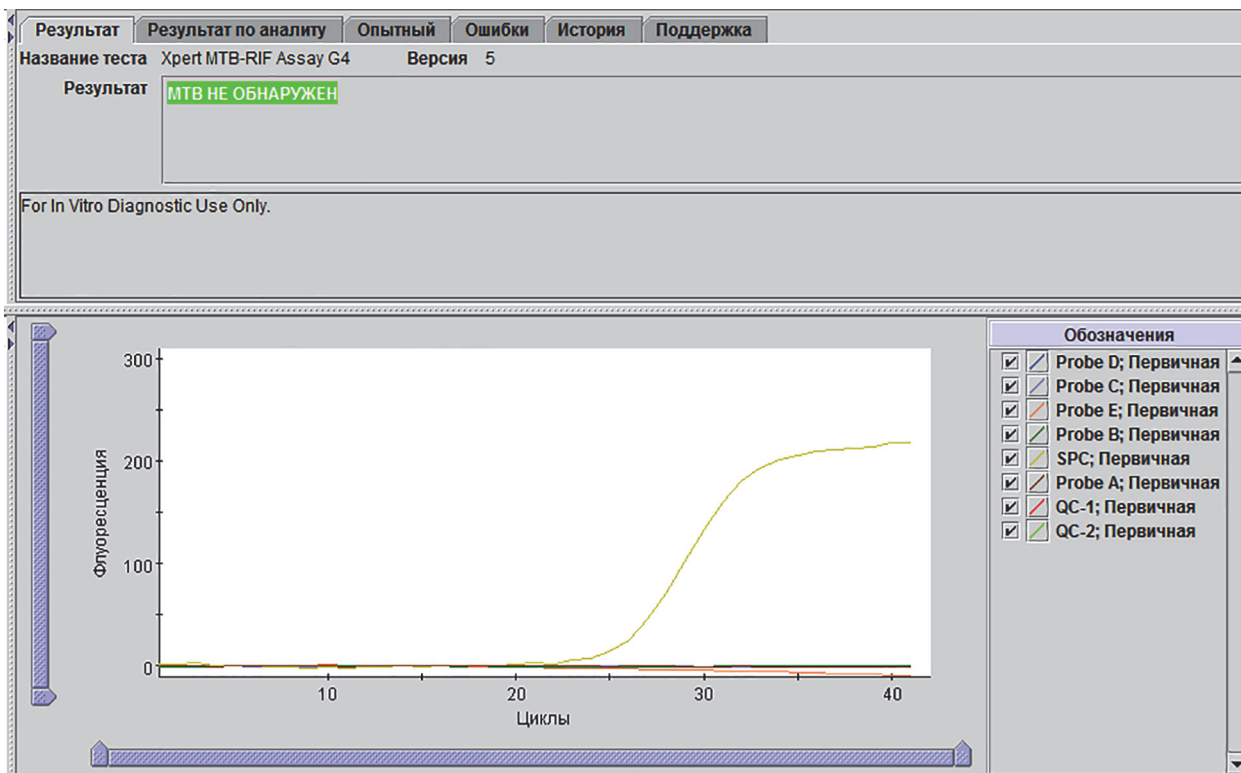 Результат Результат по аналиту Опытный Ошибки История Поддержка
Название теста Xpert MTB-RIF Assay G4 Версия 5
Результат МТВ НЕ ОБНАРУЖЕН
For In Vitro Diagnostic Use Only.
Обозначения
Probe D; Первичная
Probe C; Первичная
Probe E; Первичная
Probe B; Первичная
SPC; Первичная
Probe A; Первичная
QC-1; Первичная
QC-2; Первичная
Флуоресценция
300
200
100
0
10 20 30 40
Циклы